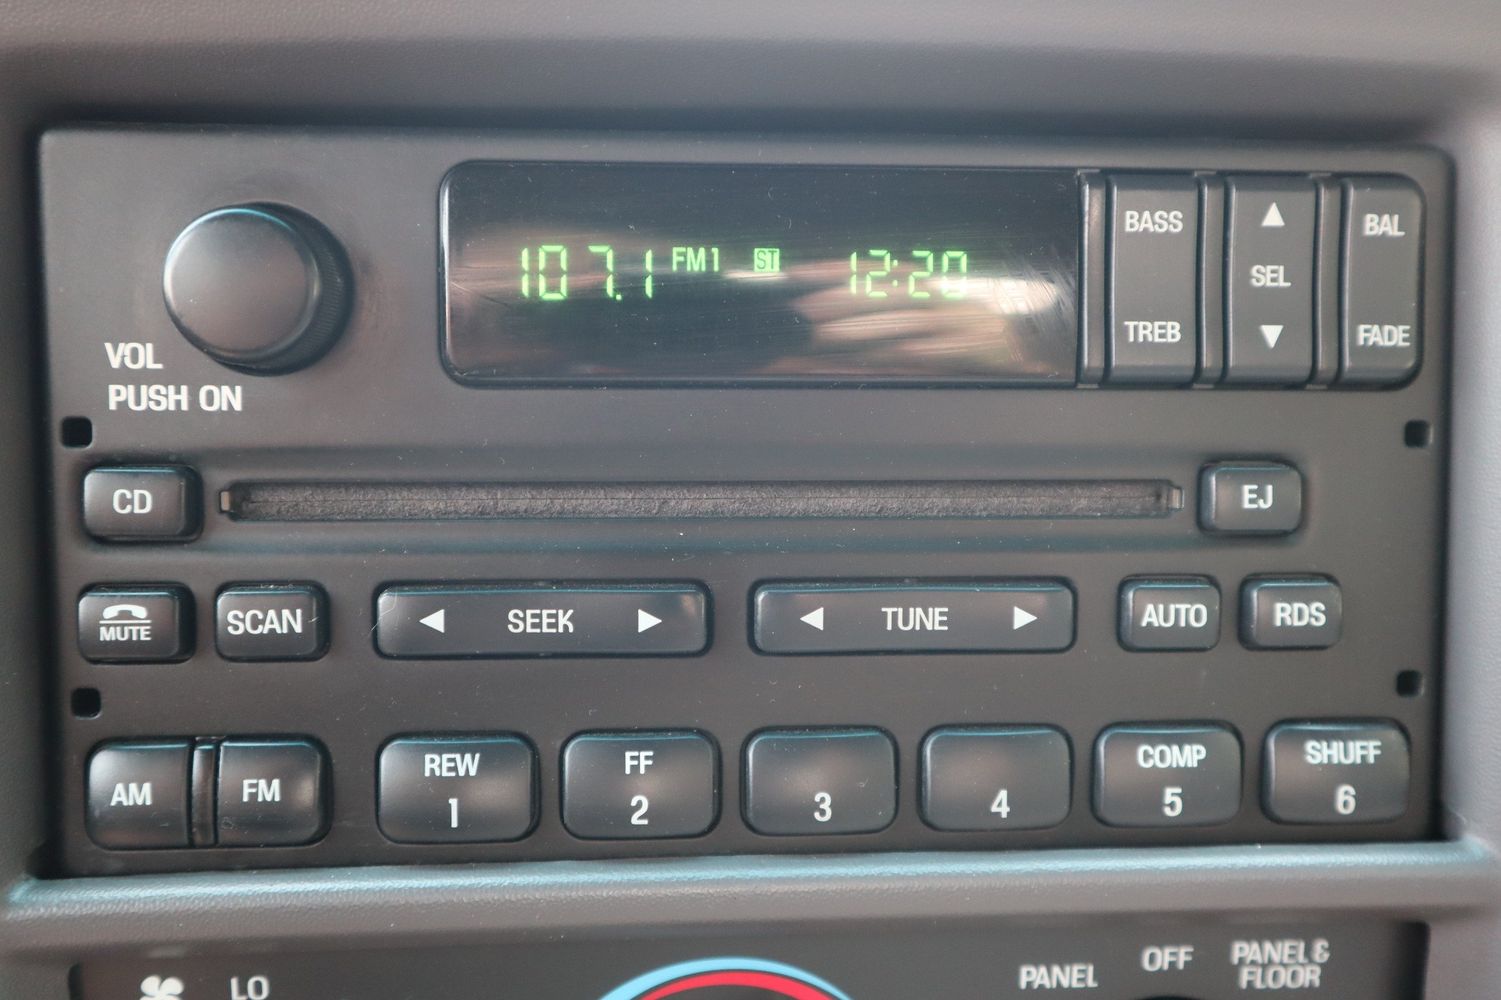 107.1 FM1 ST 12:20
BASS ▲ BAL
SEL
TREB ▼ FADE
VOL
PUSH ON
CD EJ
MUTE SCAN ◀ SEEK ▶ ◀ TUNE ▶ AUTO RDS
AM FM
REW
1
FF
2
3
4
COMP
5
SHUFF
6
LO
PANEL
OFF
PANEL &
FLOOR